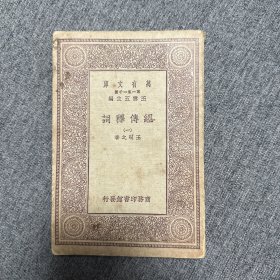 萬有文庫
第一集一千種
王雲五主編
經傳釋詞
(一)
王引之著
商務印書館發行